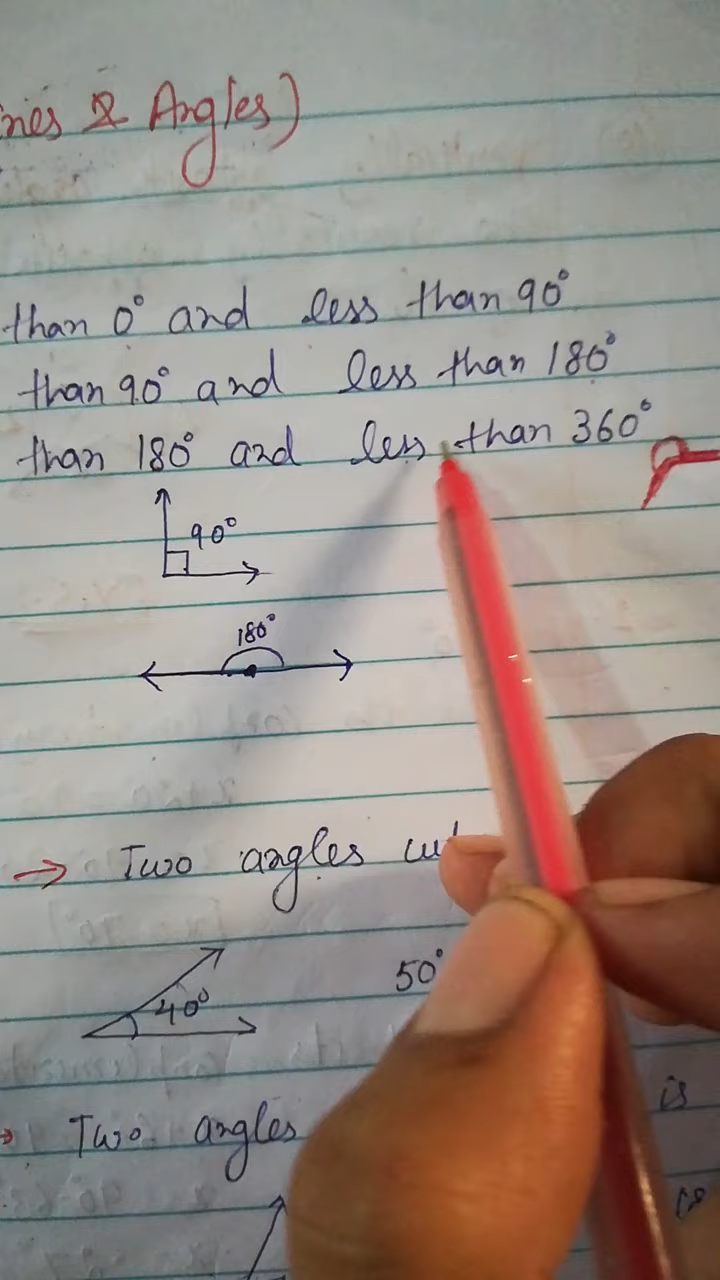 ines & Angles)
than 0° and less than 90°
than 90° and less than 180°
than 180° and less than 360°
90°
180°
→ Two angles
40°
50°
Two angles is